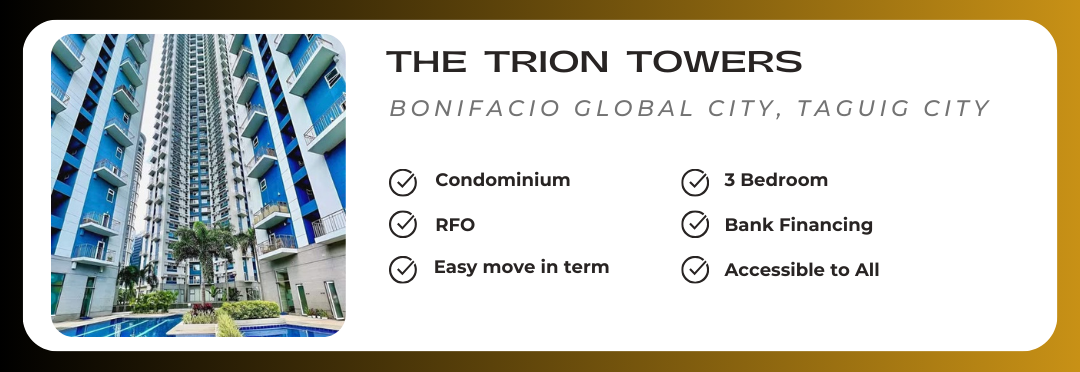 THE TRION TOWERS
BONIFACIO GLOBAL CITY, TAGUIG CITY
Condominium
RFO
Easy move in term
3 Bedroom
Bank Financing
Accessible to All